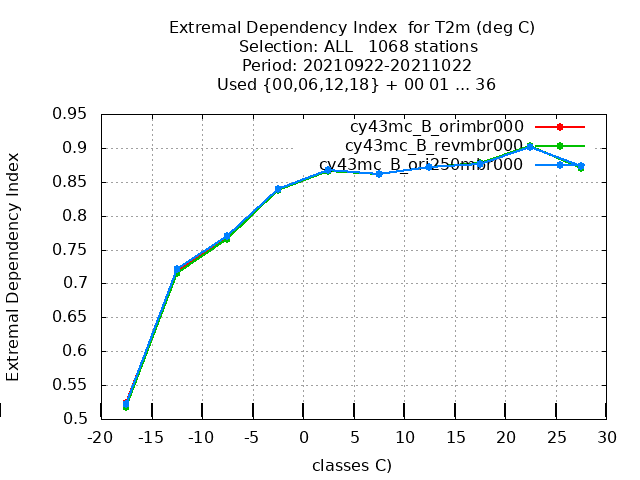 Extremal Dependency Index  for T2m (deg C)
Selection: ALL   1068 stations
Period: 20210922-20211022
Used {00,06,12,18} + 00 01 ... 36
cy43mc_B_orimbr000
cy43mc_B_revmbr000
cy43mc_B_ori250mbr000
Extremal Dependency Index
0.95
0.9
0.85
0.8
0.75
0.7
0.65
0.6
0.55
0.5
-20 -15 -10 -5 0 5 10 15 20 25 30
classes C)